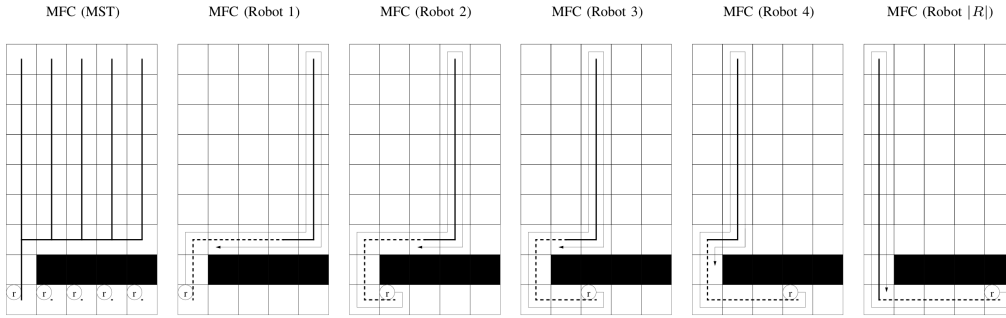 MFC (MST) MFC (Robot 1) MFC (Robot 2) MFC (Robot 3) MFC (Robot 4) MFC (Robot |R|)
r r r r r r r r r r